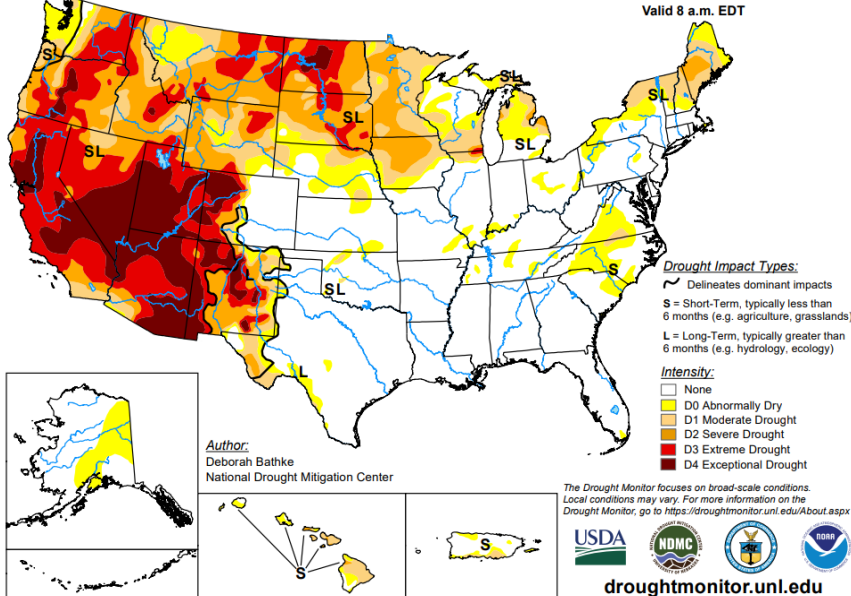 Valid 8 a.m. EDT
S
SL
SL
SL
SL
SL
SL
SL
S
L
Drought Impact Types:
Delineates dominant impacts
S = Short-Term, typically less than
6 months (e.g. agriculture, grasslands)
L = Long-Term, typically greater than
6 months (e.g. hydrology, ecology)
Intensity:
None
D0 Abnormally Dry
D1 Moderate Drought
D2 Severe Drought
D3 Extreme Drought
D4 Exceptional Drought
Author:
Deborah Bathke
National Drought Mitigation Center
The Drought Monitor focuses on broad-scale conditions.
Local conditions may vary. For more information on the
Drought Monitor, go to https://droughtmonitor.unl.edu/About.aspx
S
S
USDA
NDMC
NOAA
droughtmonitor.unl.edu